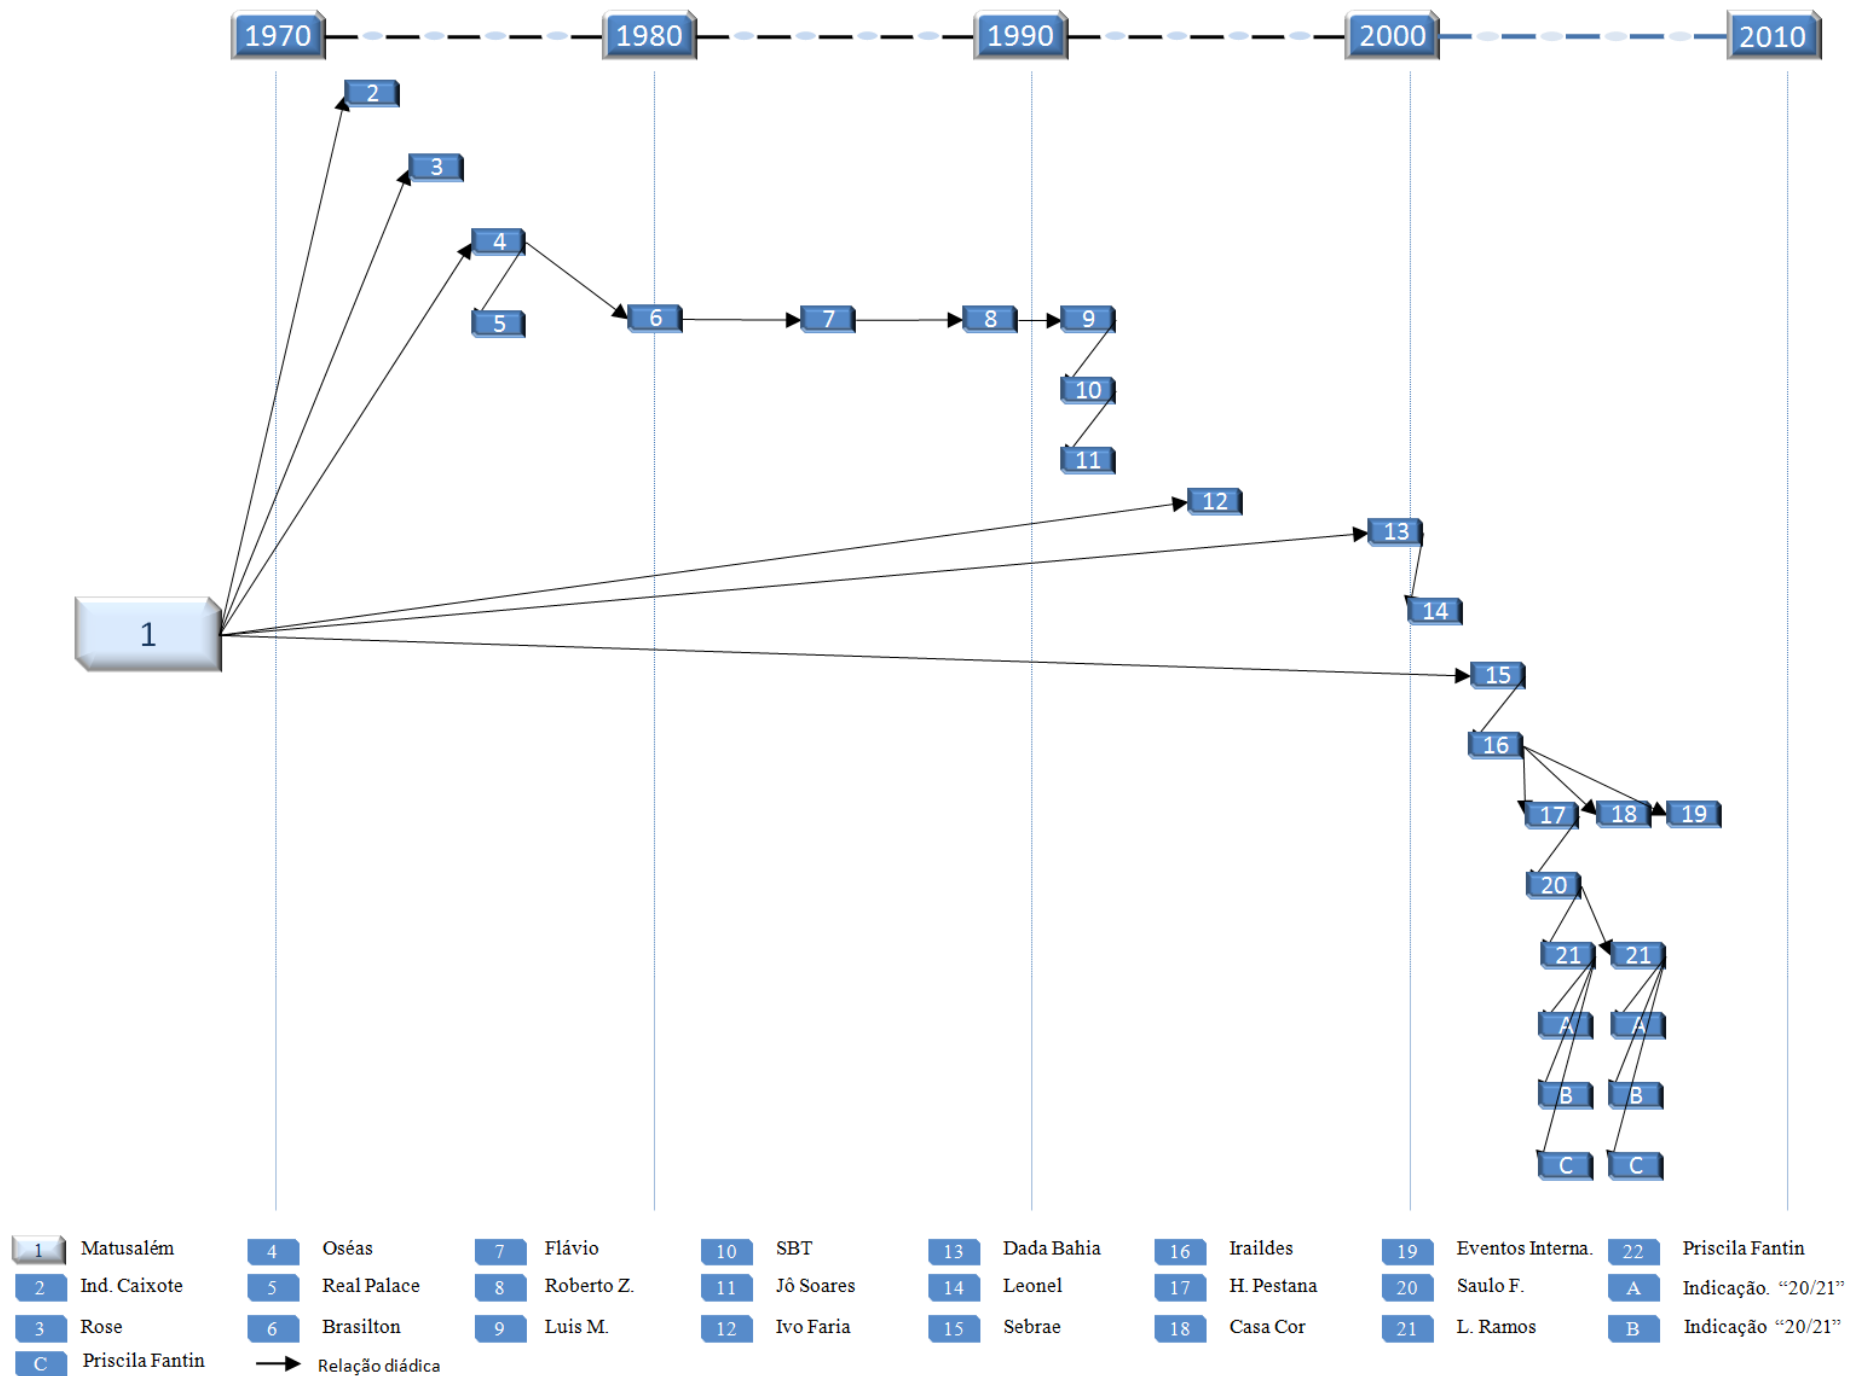 1970 1980 1990 2000 2010
2
3
4
5 6 7 8 9
10
11
12
13
14
1
15
16
17 18 19
20
21 21
A A
B B
C C
1 Matusalém 4 Oséas 7 Flávio 10 SBT 13 Dada Bahia 16 Iraildes 19 Eventos Interna. 22 Priscila Fantin
2 Ind. Caixote 5 Real Palace 8 Roberto Z. 11 Jô Soares 14 Leonel 17 H. Pestana 20 Saulo F. A Indicação. “20/21”
3 Rose 6 Brasilton 9 Luis M. 12 Ivo Faria 15 Sebrae 18 Casa Cor 21 L. Ramos B Indicação “20/21”
C Priscila Fantin Relação diádica